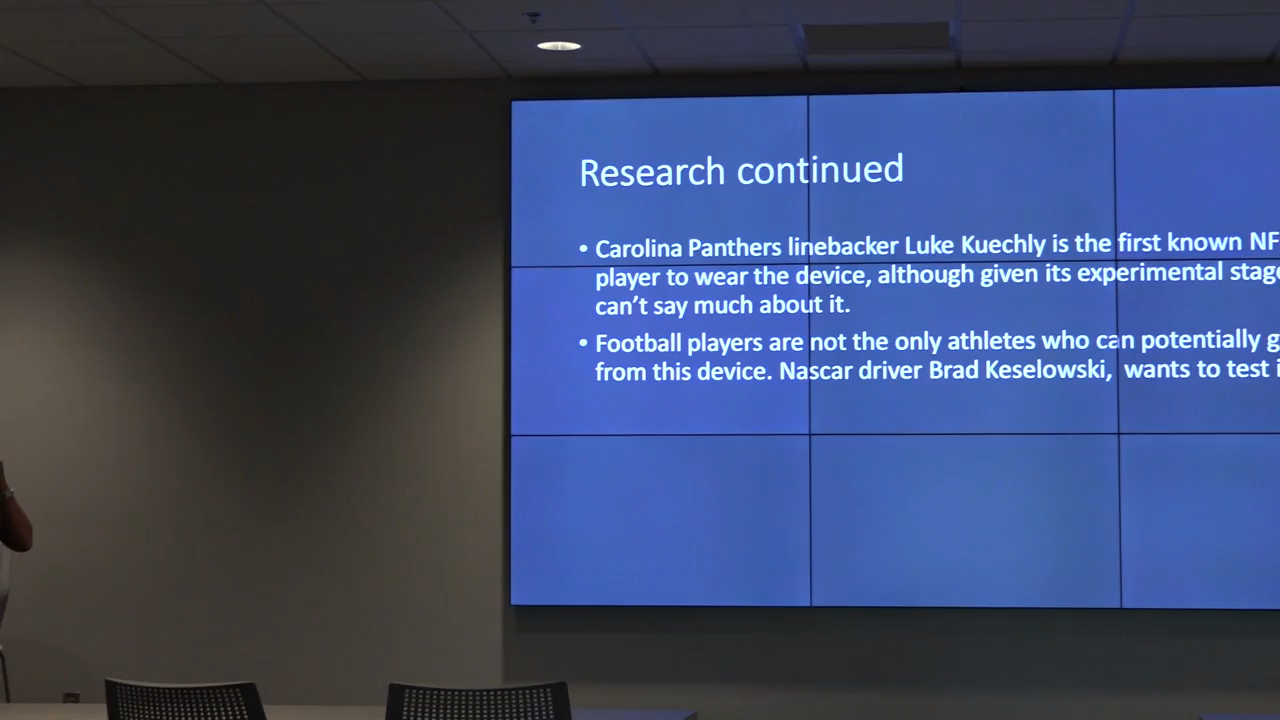 Research continued
• Carolina Panthers linebacker Luke Kuechly is the first known NF
player to wear the device, although given its experimental stag
can't say much about it.
• Football players are not the only athletes who can potentially g
from this device. Nascar driver Brad Keselowski, wants to test i